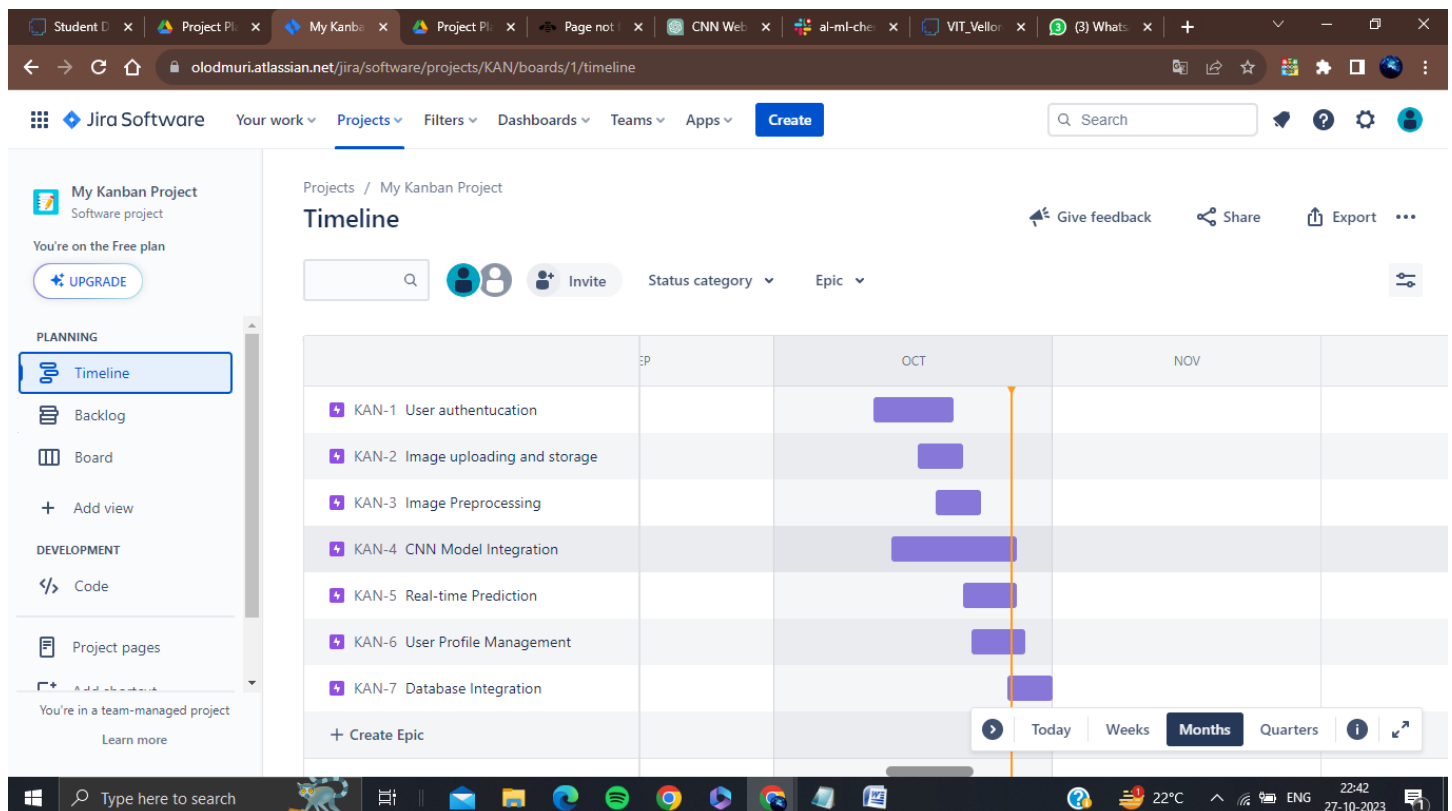 Student D
Project Pl
My Kanba
Project Pl
Page not f
CNN Web
al-ml-che
VIT_Vellor
(3) Whats
olodmuri.atlassian.net/jira/software/projects/KAN/boards/1/timeline
Jira Software Your work Projects Filters Dashboards Teams Apps Create Search
My Kanban Project
Software project
You're on the Free plan
UPGRADE
PLANNING
Timeline
Backlog
Board
+ Add view
DEVELOPMENT
Code
Project pages
Add shortcut
You're in a team-managed project
Learn more
Projects / My Kanban Project
Timeline
Give feedback Share Export
Invite Status category Epic
EP OCT NOV
KAN-1 User authentucation
KAN-2 Image uploading and storage
KAN-3 Image Preprocessing
KAN-4 CNN Model Integration
KAN-5 Real-time Prediction
KAN-6 User Profile Management
KAN-7 Database Integration
+ Create Epic
Today Weeks Months Quarters
Type here to search
22°C ENG 22:42
27-10-2023